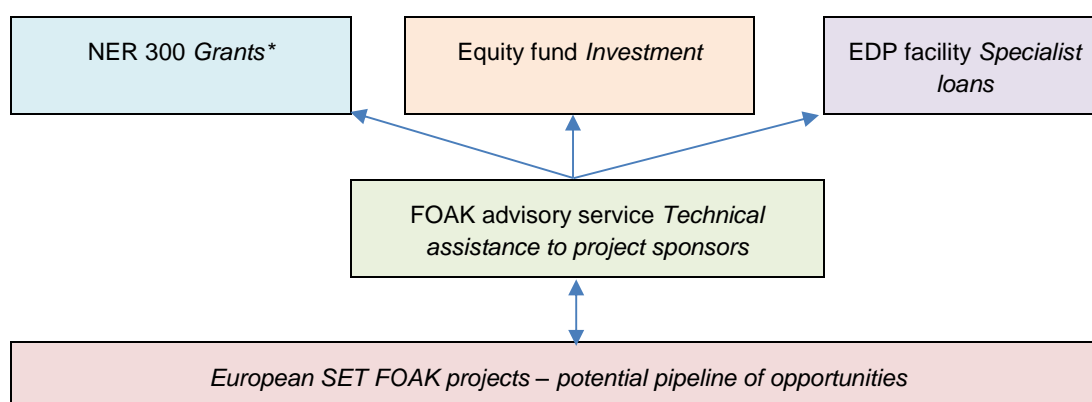 NER 300 Grants*
Equity fund Investment
EDP facility Specialist
loans
FOAK advisory service Technical
assistance to project sponsors
European SET FOAK projects – potential pipeline of opportunities